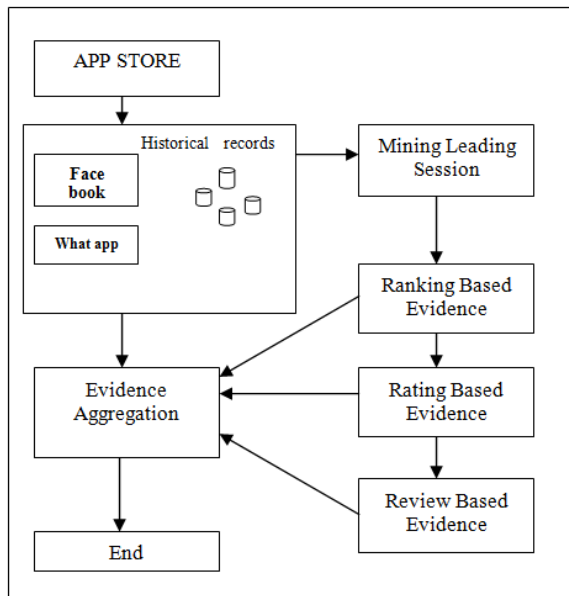 APP STORE
Historical records
Face
book
What app
Mining Leading
Session
Ranking Based
Evidence
Evidence
Aggregation
Rating Based
Evidence
Review Based
Evidence
End